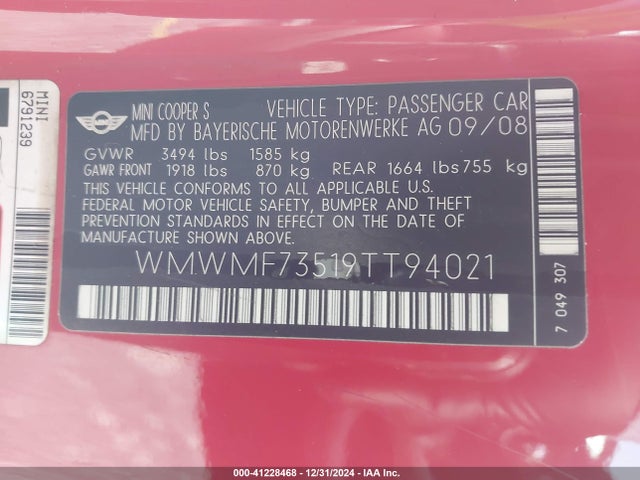 MINI
6791239
MINI COOPER S VEHICLE TYPE: PASSENGER CAR
MFD BY BAYERISCHE MOTORENWERKE AG 09/08
GVWR 3494 lbs 1585 kg
GAWR FRONT 1918 lbs 870 kg REAR 1664 lbs 755 kg
THIS VEHICLE CONFORMS TO ALL APPLICABLE U.S.
FEDERAL MOTOR VEHICLE SAFETY, BUMPER AND THEFT
PREVENTION STANDARDS IN EFFECT ON THE DATE OF
MANUFACTURE SHOWN ABOVE.
WMWMF73519TT94021
7 049 307
000-41228468 • 12/31/2024 • IAA Inc.